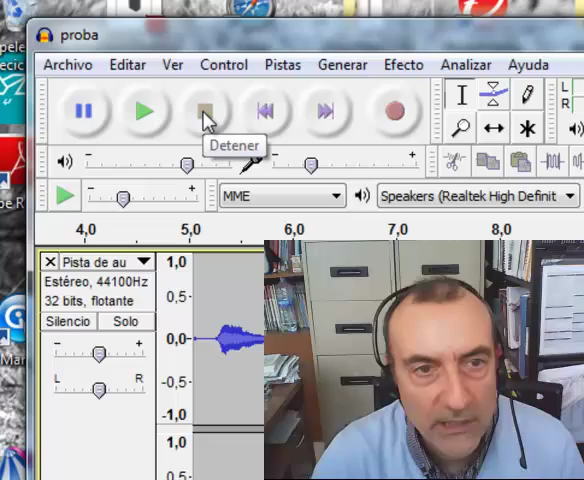 proba
Archivo Editar Ver Control Pistas Generar Efecto Analizar Ayuda
L
R
Detener
- + - +
- + MME Speakers (Realtek High Definit
4,0 5,0 6,0 7,0 8,0
Pista de au 1,0
Estéreo, 44100Hz
32 bits, flotante 0,5-
Silencio Solo
- + 0,0-
L R -0,5-
-1,0
1,0
0,5-